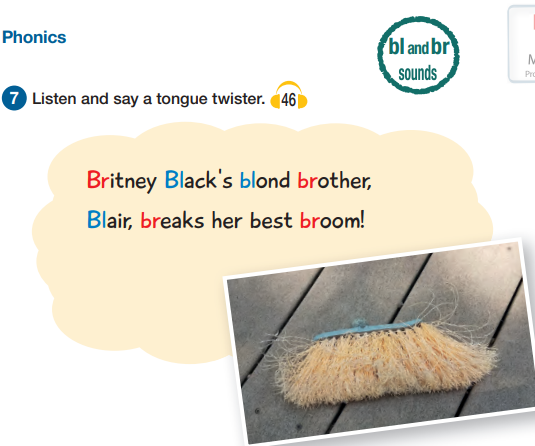 Phonics
bl and br
sounds
7 Listen and say a tongue twister. 46
Britney Black's blond brother,
Blair, breaks her best broom!